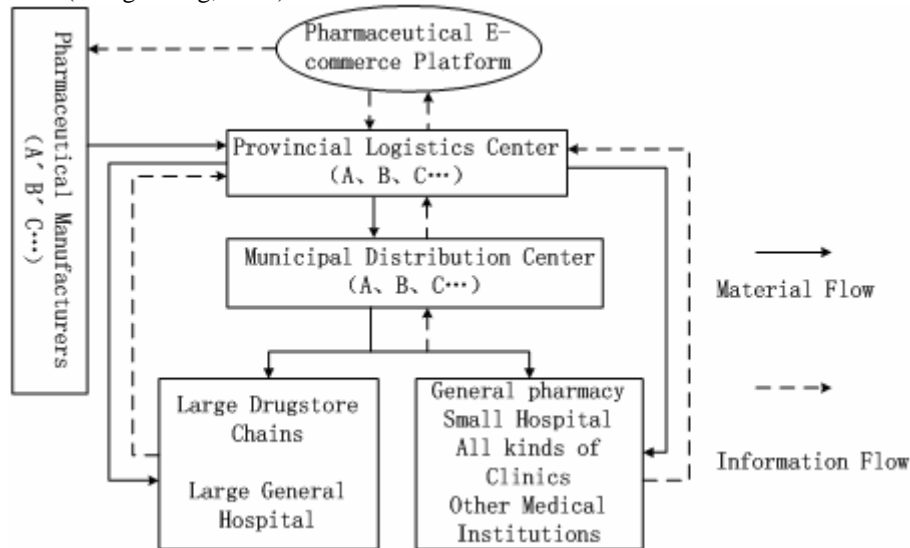 Pharmaceutical E-
commerce Platform
Pharmaceutical Manufacturers
(A′ B′ C…)
Provincial Logistics Center
(A、B、C…)
Municipal Distribution Center
(A、B、C…)
Material Flow
Large Drugstore
Chains
Large General
Hospital
General pharmacy
Small Hospital
All kinds of
Clinics
Other Medical
Institutions
Information Flow